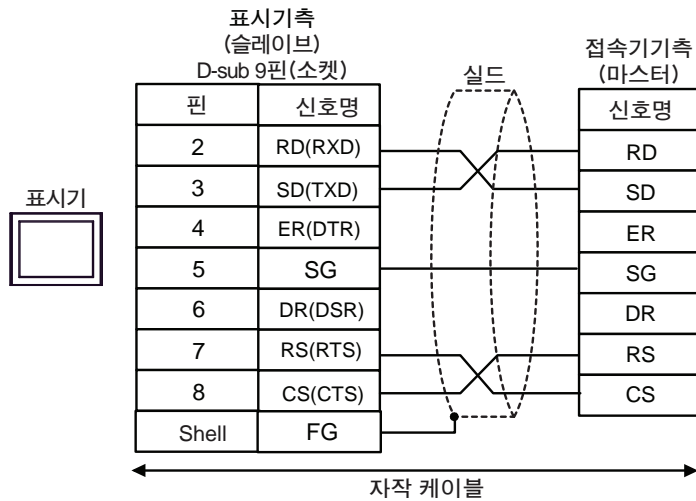 표시기측
(슬레이브)
D-sub 9핀(소켓)
실드
접속기기측
(마스터)
핀 신호명
신호명
2 RD(RXD)
RD
3 SD(TXD)
SD
표시기
4 ER(DTR)
ER
5 SG
SG
6 DR(DSR)
DR
7 RS(RTS)
RS
8 CS(CTS)
CS
Shell FG
자작 케이블